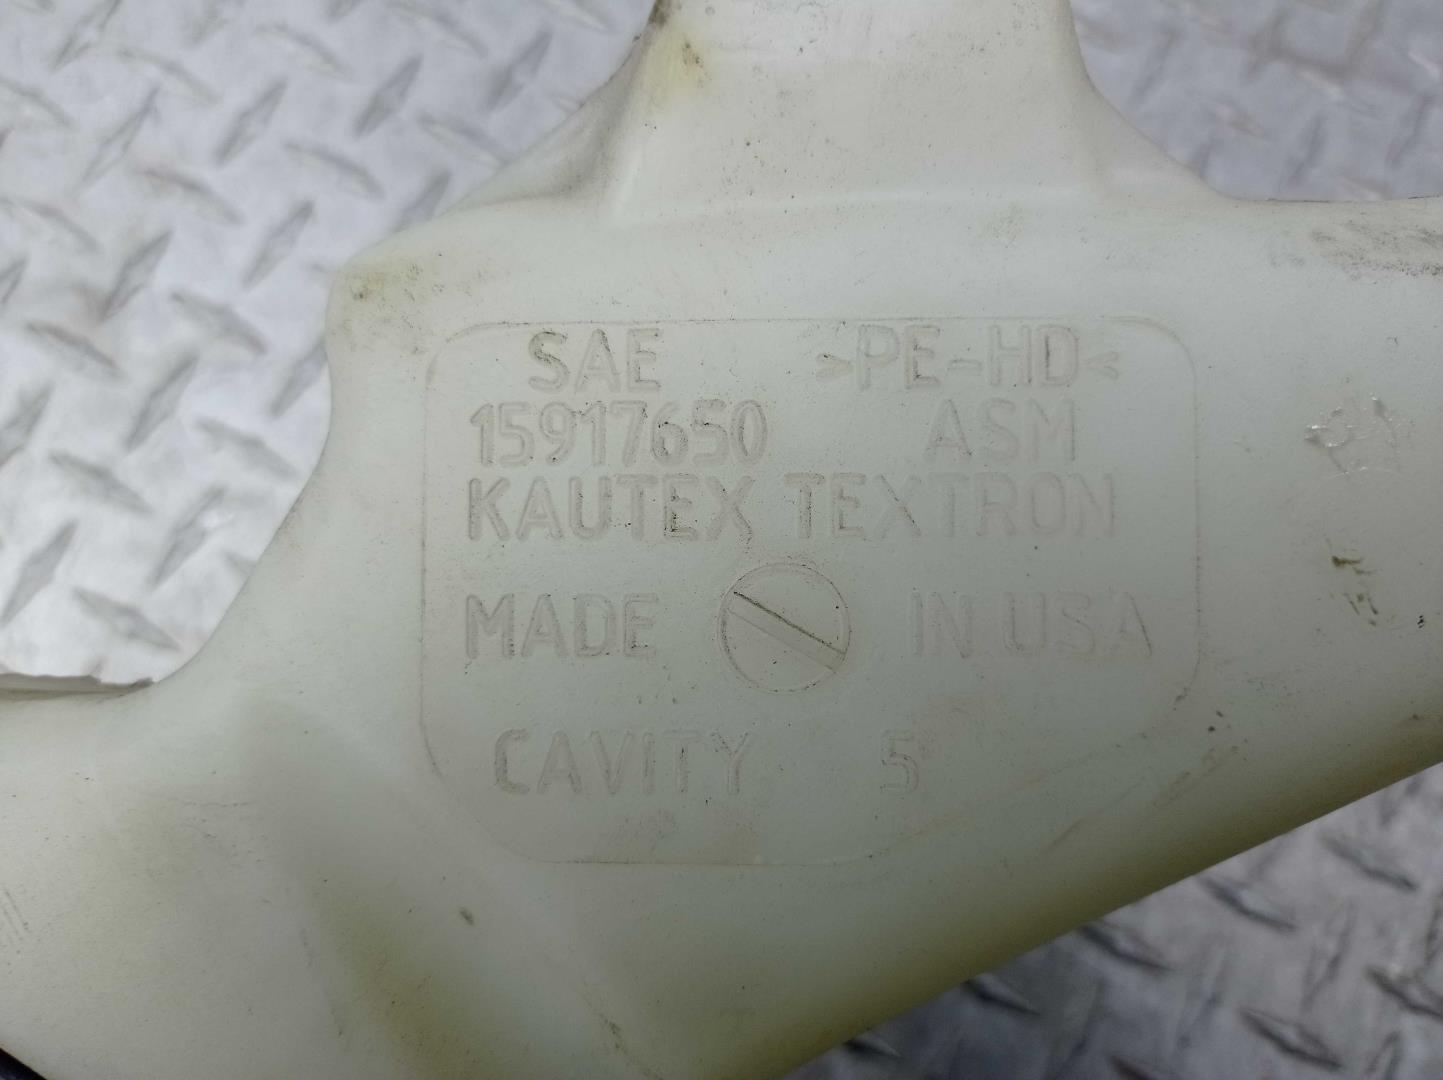 SAE >PE-HD<
15917650 ASM
KAUTEX TEXTRON
MADE IN USA
CAVITY 5